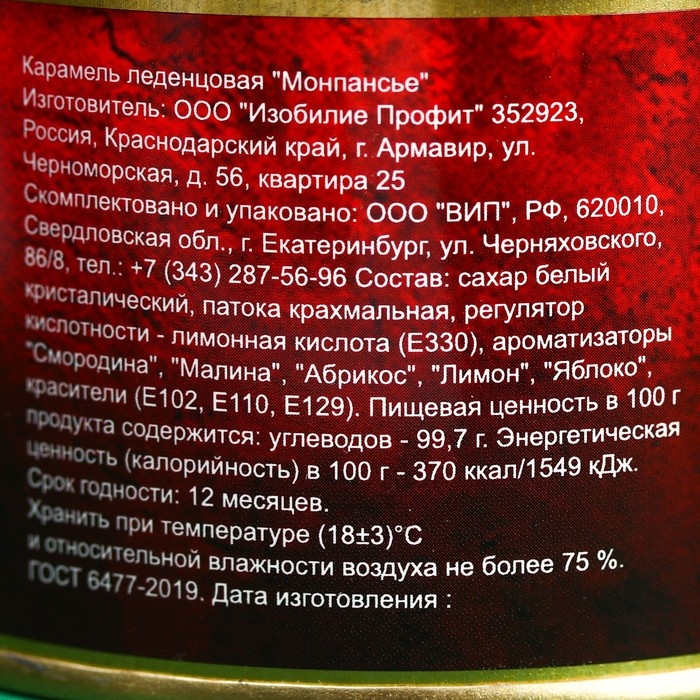 Карамель леденцовая "Монпансье"
Изготовитель: ООО "Изобилие Профит" 352923,
Россия, Краснодарский край, г. Армавир, ул.
Черноморская, д. 56, квартира 25
Скомплектовано и упаковано: ООО "ВИП", РФ, 620010,
Свердловская обл., г. Екатеринбург, ул. Черняховского,
86/8, тел.: +7 (343) 287-56-96 Состав: сахар белый
кристалический, патока крахмальная, регулятор
кислотности - лимонная кислота (Е330), ароматизаторы
"Смородина", "Малина", "Абрикос", "Лимон", "Яблоко",
красители (Е102, Е110, Е129). Пищевая ценность в 100 г
продукта содержится: углеводов - 99,7 г. Энергетическая
ценность (калорийность) в 100 г - 370 ккал/1549 кДж.
Срок годности: 12 месяцев.
Хранить при температуре (18±3)°С
и относительной влажности воздуха не более 75 %.
ГОСТ 6477-2019. Дата изготовления :